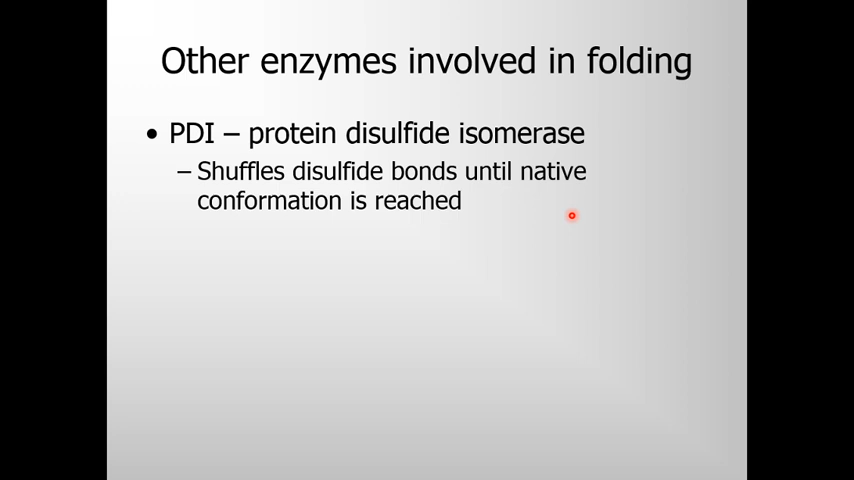 Other enzymes involved in folding
• PDI – protein disulfide isomerase
– Shuffles disulfide bonds until native
conformation is reached